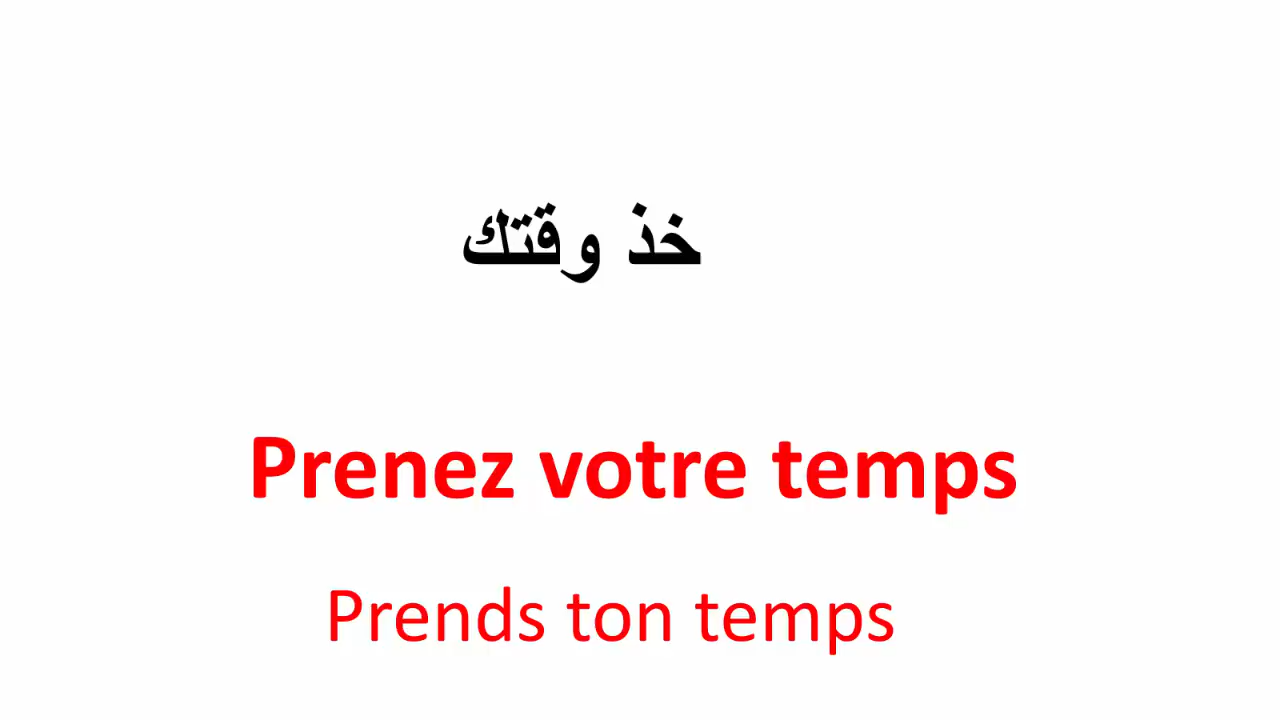 خذ وقتك
Prenez votre temps
Prends ton temps